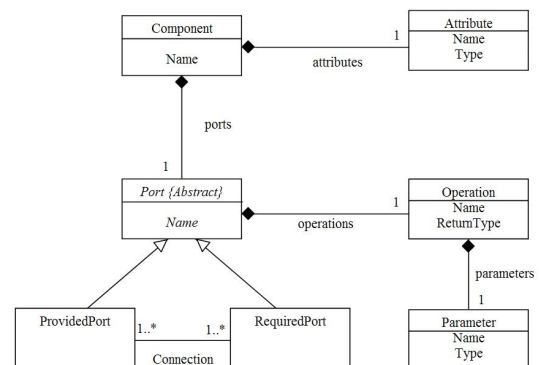 Component
Name
1
attributes
Attribute
Name
Type
ports
1
Port {Abstract}
Name
operations
1
Operation
Name
ReturnType
parameters
1
ProvidedPort
1..*
Connection
1..*
RequiredPort
Parameter
Name
Type